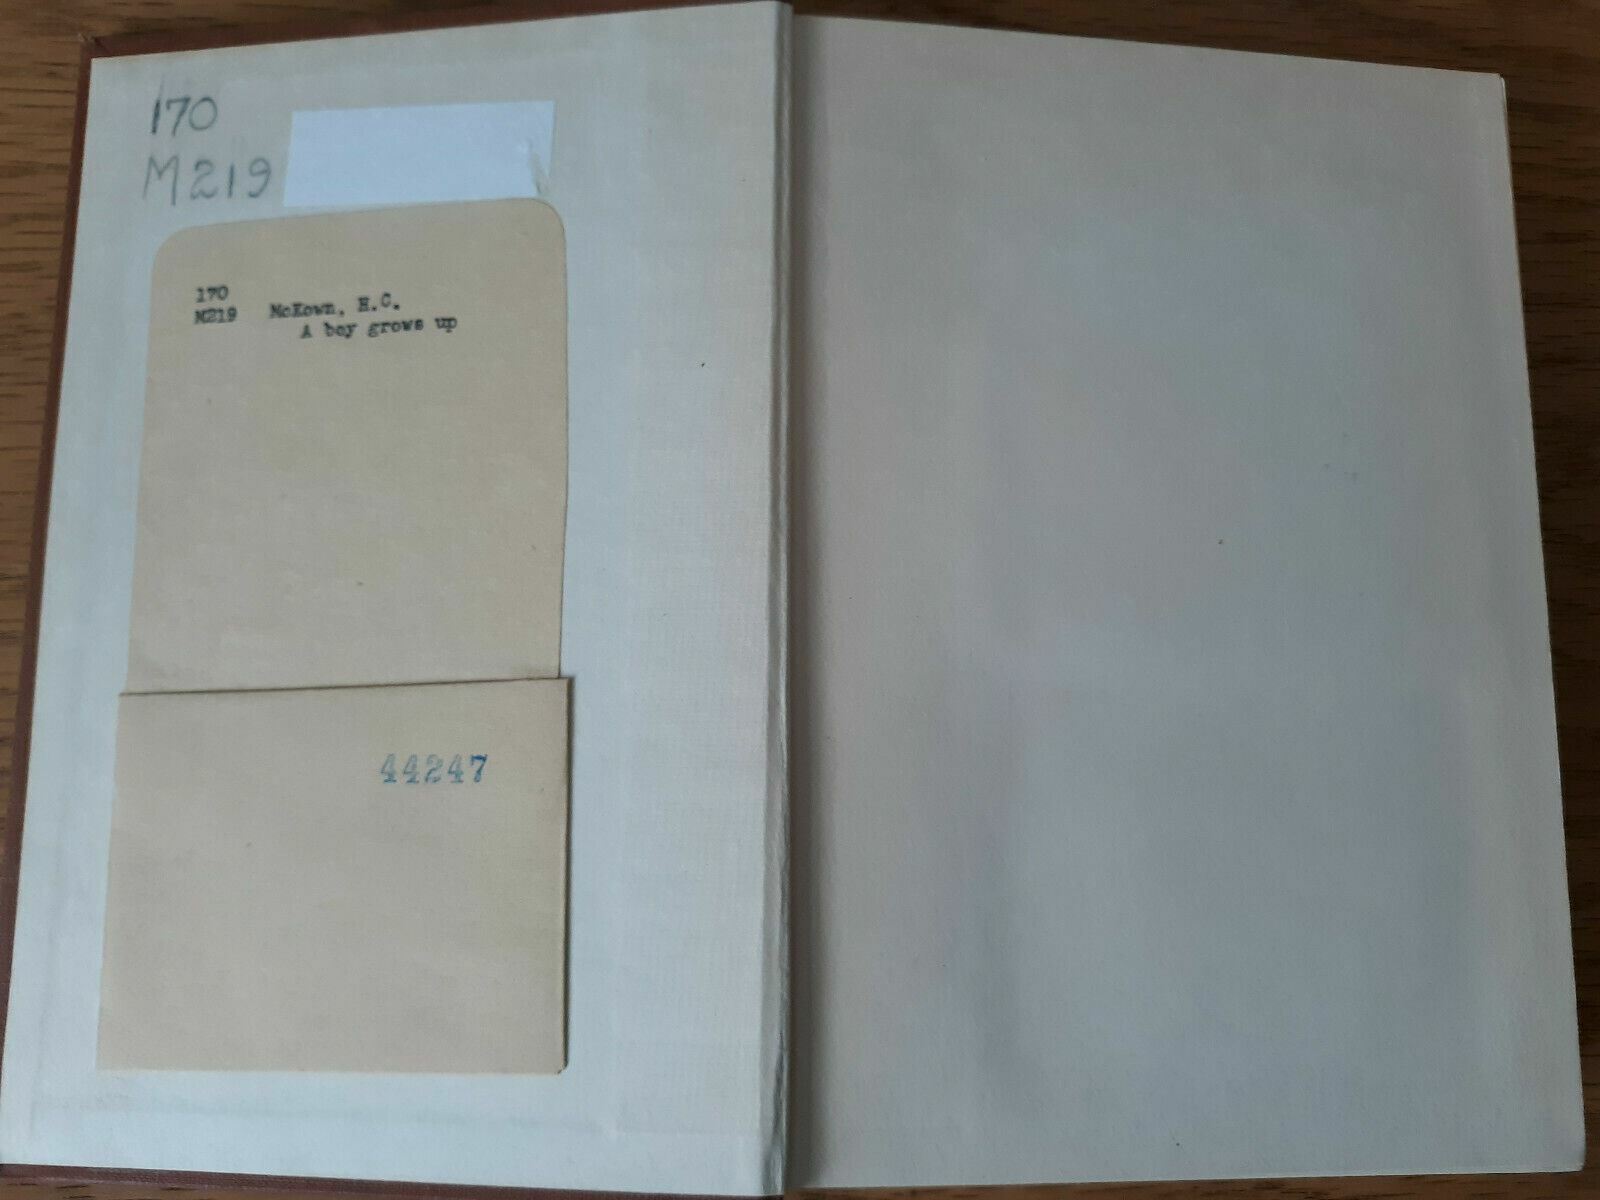 170
M219
170
M219 McKown, H.C.
A boy grows up
44247